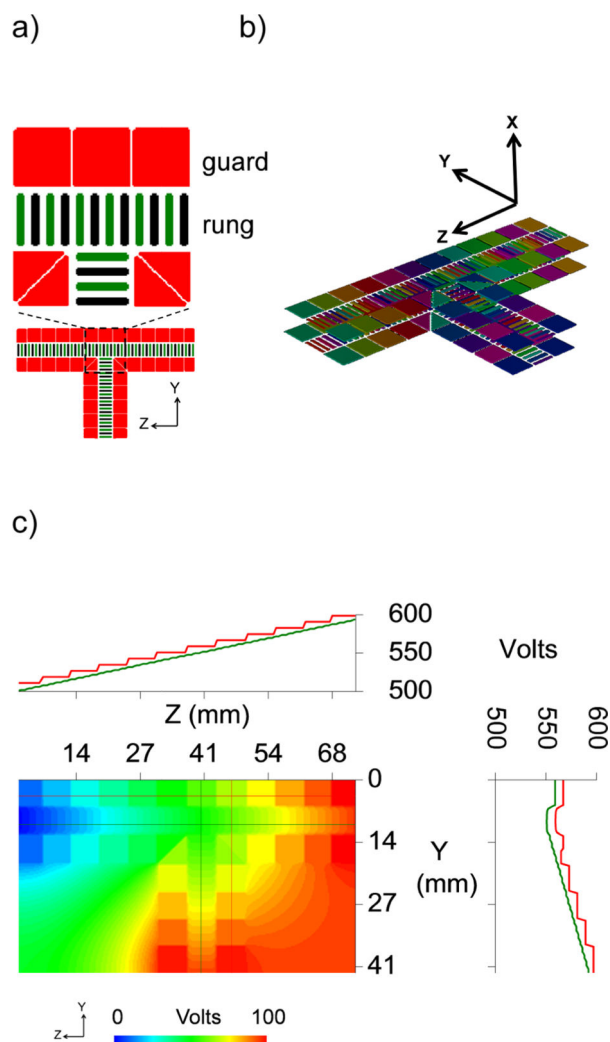 a)
b)
guard
rung
Y
Z
X
Y
Z
c)
600
550
500
Z (mm)
14 27 41 54 68
Volts
500 550 600
0
14
27
41
Y
(mm)
Y
Z
0 Volts 100